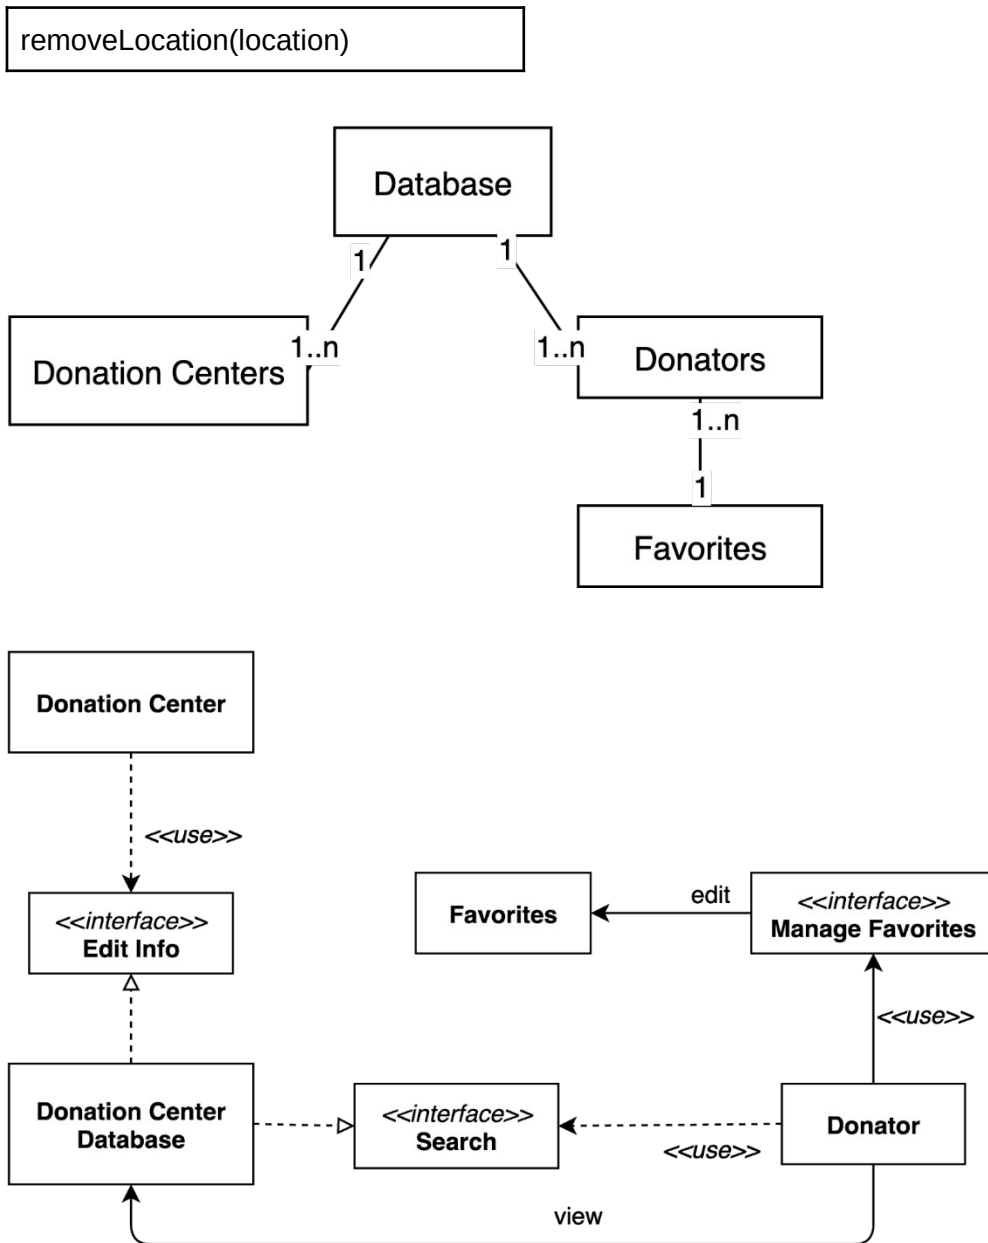 removeLocation(location)
Database
1
1
1..n
1..n
Donation Centers
Donators
1..n
1
Favorites
Donation Center
<<use>>
<<interface>>
Edit Info
Favorites
edit
<<interface>>
Manage Favorites
<<use>>
Donation Center
Database
<<interface>>
Search
<<use>>
Donator
view